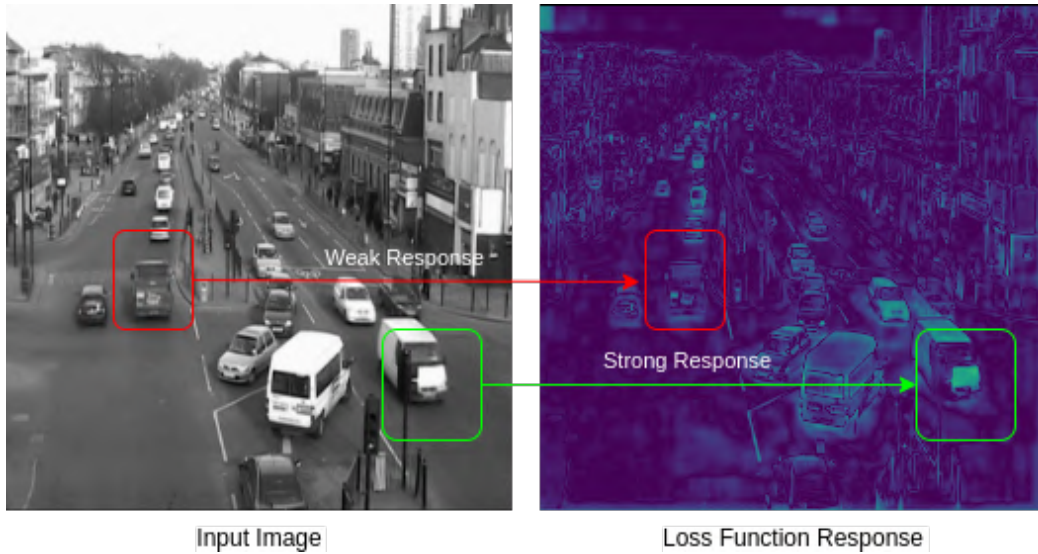 Weak Response
Strong Response
Input Image
Loss Function Response